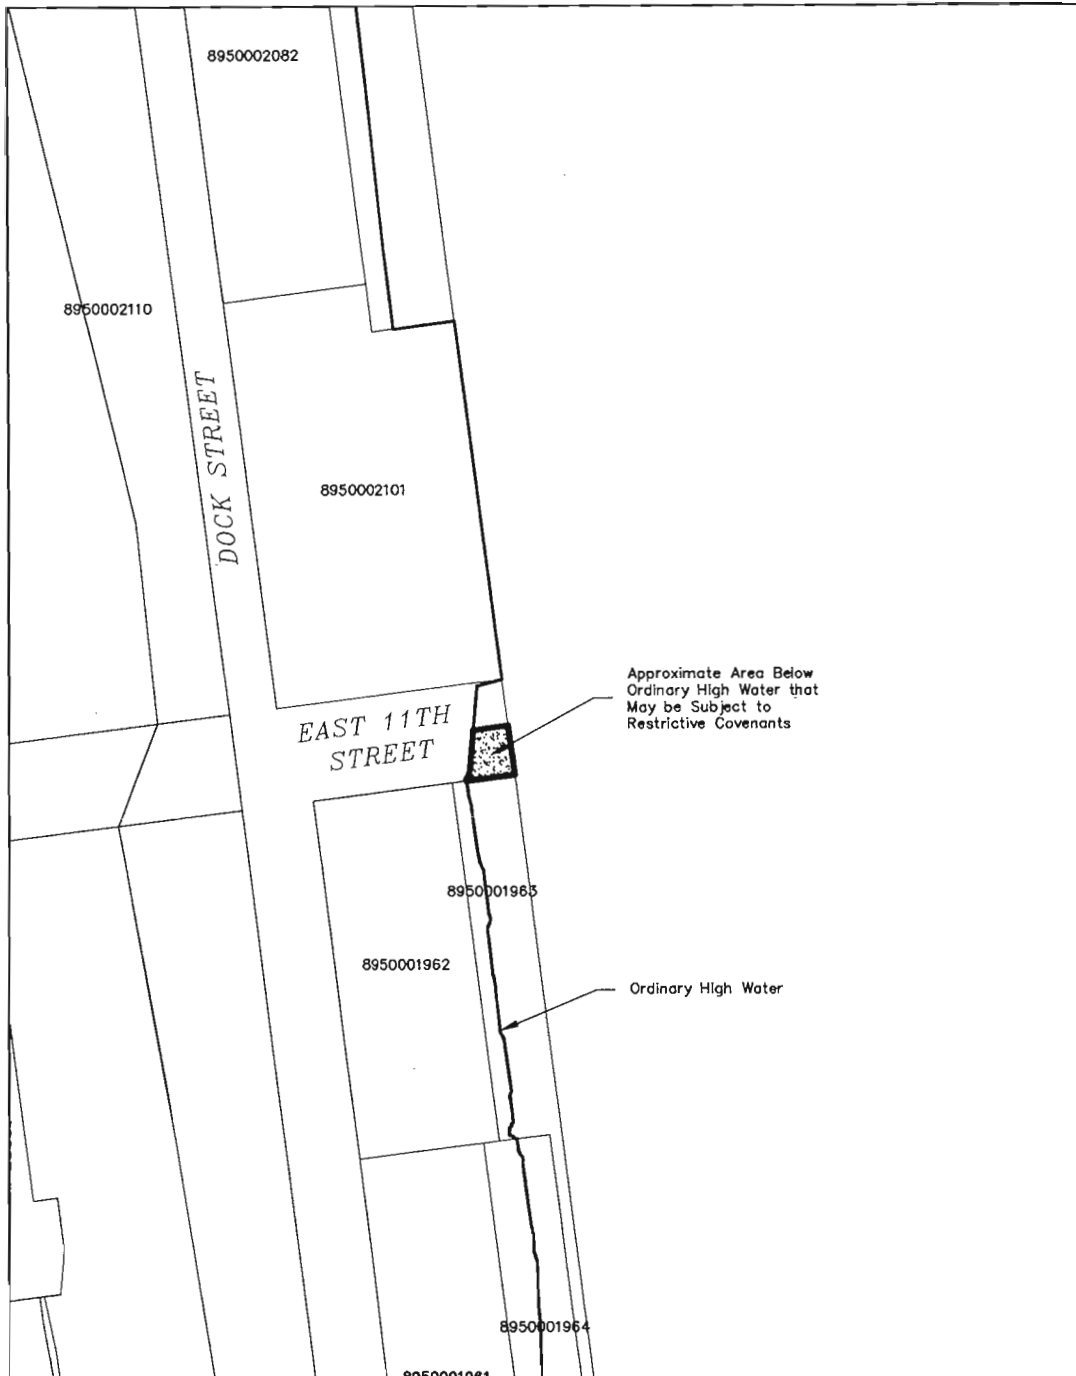 8950002082
8950002110
DOCK STREET
8950002101
Approximate Area Below
Ordinary High Water that
May be Subject to
Restrictive Covenants
EAST 11TH
STREET
8950001963
8950001962
Ordinary High Water
8950001964
8950001961